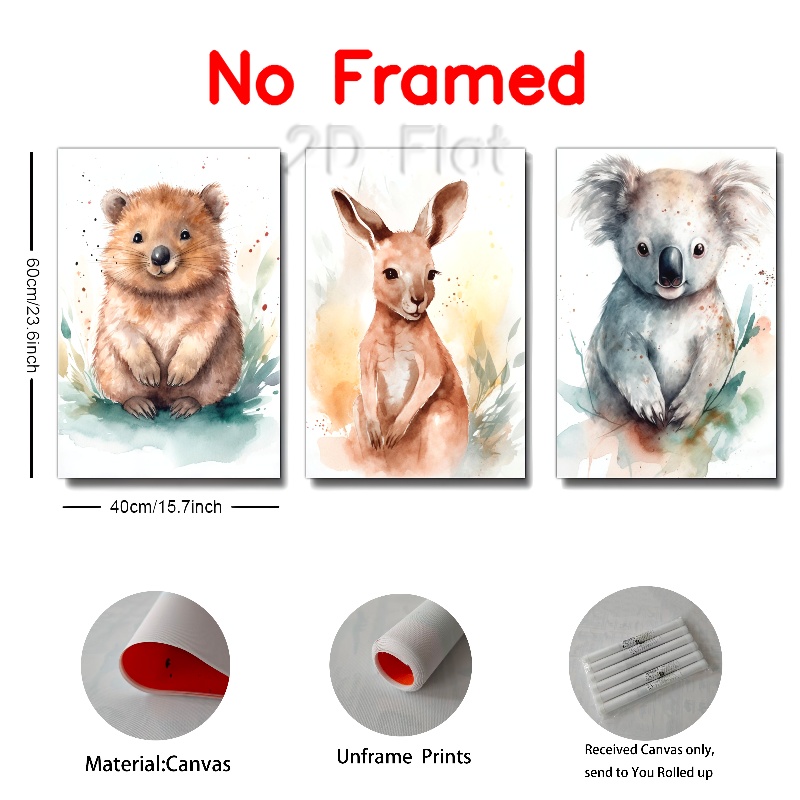 No Framed
2D Flat
60cm/23.6inch
40cm/15.7inch
Material:Canvas
Unframe Prints
Received Canvas only,
send to You Rolled up